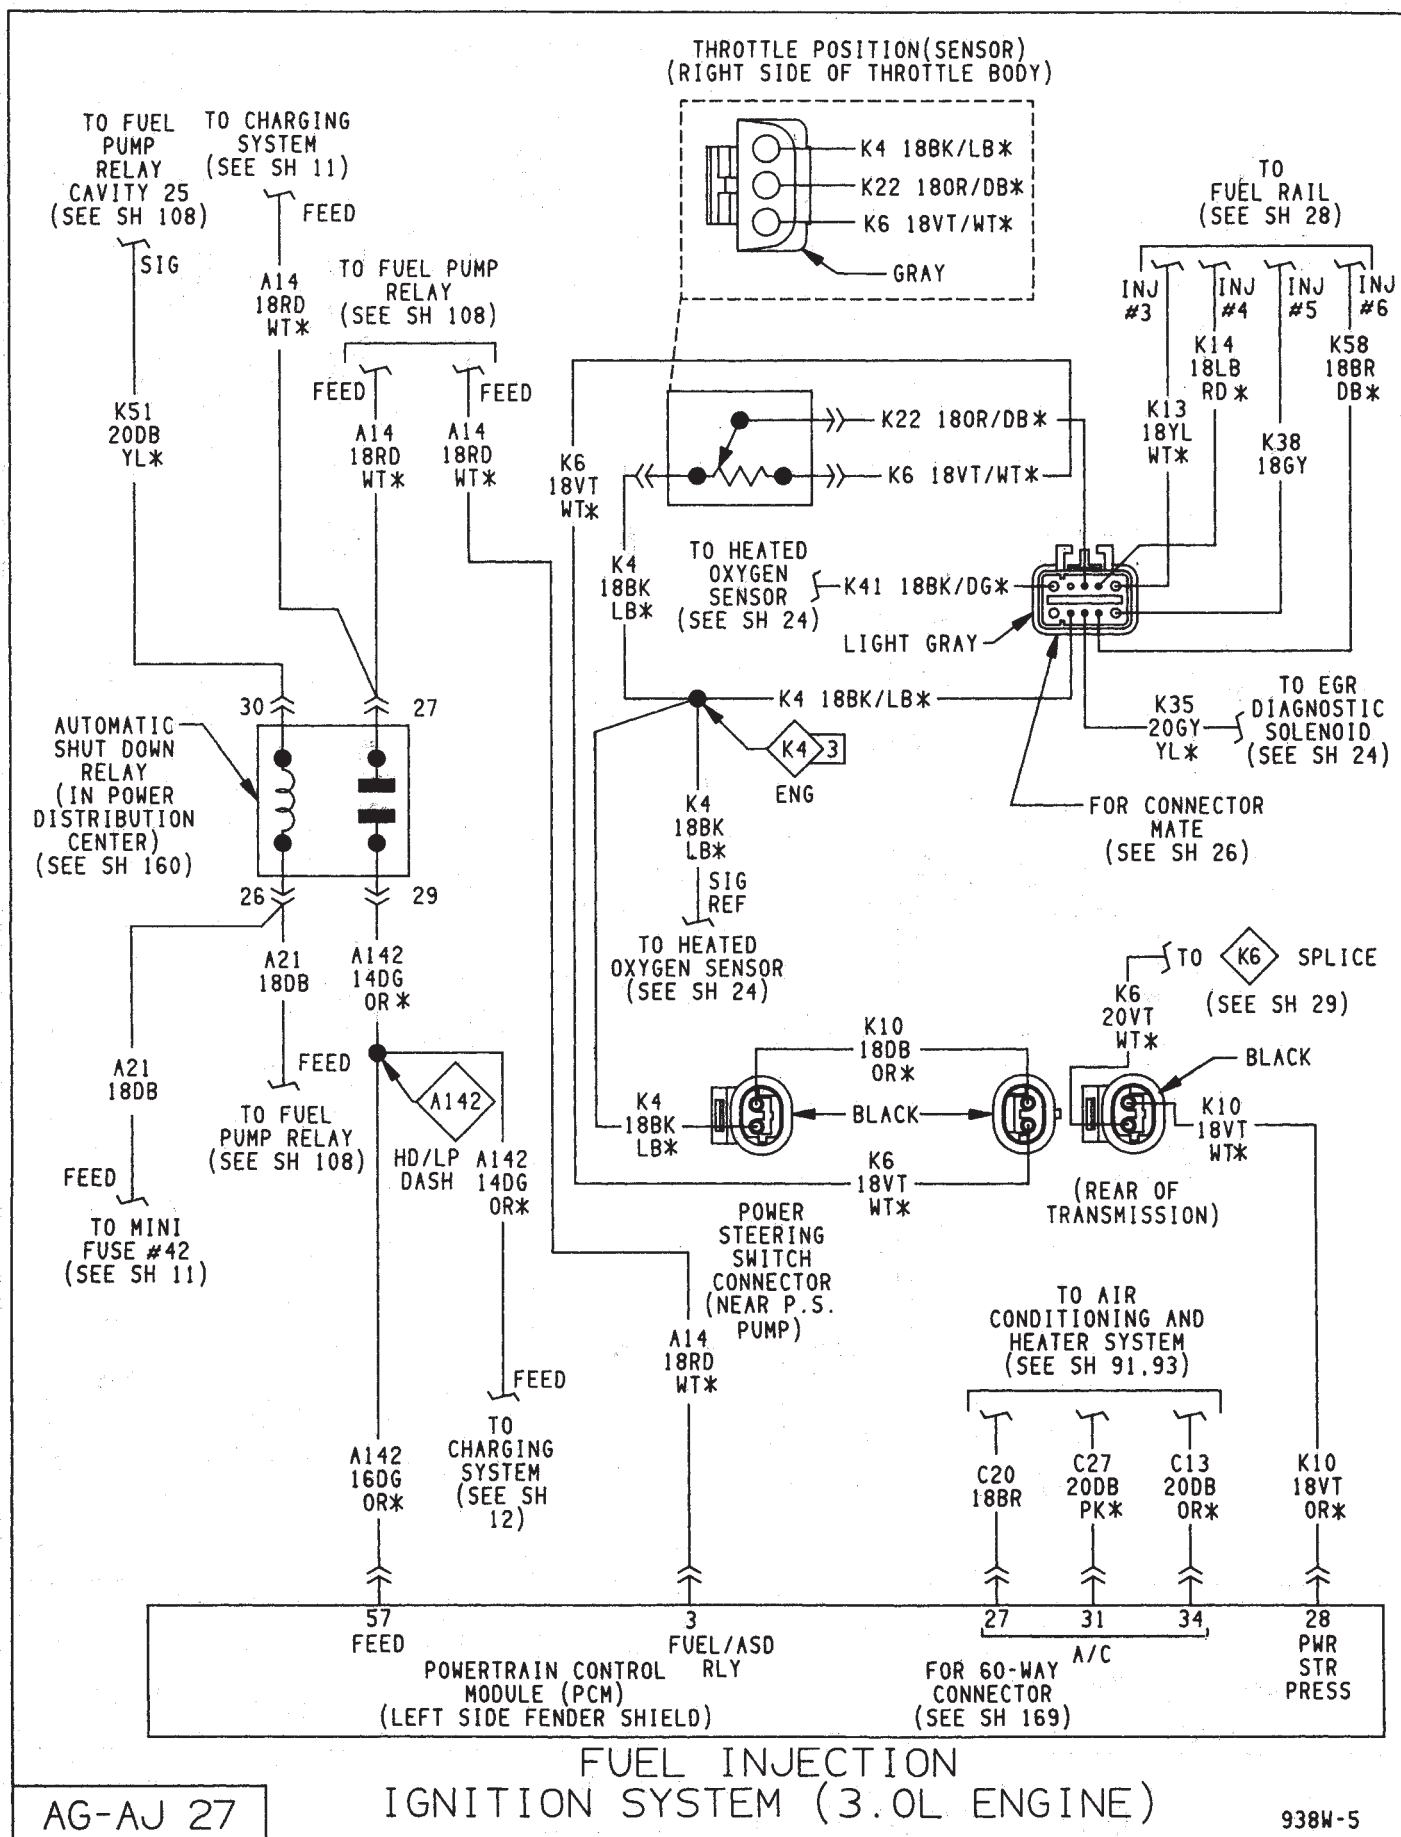 THROTTLE POSITION(SENSOR)
(RIGHT SIDE OF THROTTLE BODY)
K4 18BK/LB*
K22 18OR/DB*
K6 18VT/WT*
GRAY
TO FUEL
PUMP
RELAY
CAVITY 25
(SEE SH 108)
SIG
TO CHARGING
SYSTEM
(SEE SH 11)
FEED
A14
18RD
WT*
TO FUEL PUMP
RELAY
(SEE SH 108)
FEED
FEED
A14
18RD
WT*
A14
18RD
WT*
K51
20DB
YL*
TO
FUEL RAIL
(SEE SH 28)
INJ
#3
INJ
#4
INJ
#5
INJ
#6
K14
18LB
RD*
K58
18BR
DB*
K13
18YL
WT*
K38
18GY
K6
18VT
WT*
K22 18OR/DB*
K6 18VT/WT*
K4
18BK
LB*
TO HEATED
OXYGEN
SENSOR
(SEE SH 24)
K41 18BK/DG*
LIGHT GRAY
K4 18BK/LB*
K4
3
ENG
K35
20GY
YL*
TO EGR
DIAGNOSTIC
SOLENOID
(SEE SH 24)
FOR CONNECTOR
MATE
(SEE SH 26)
30
27
AUTOMATIC
SHUT DOWN
RELAY
(IN POWER
DISTRIBUTION
CENTER)
(SEE SH 160)
26
29
K4
18BK
LB*
SIG
REF
TO HEATED
OXYGEN SENSOR
(SEE SH 24)
A21
18DB
A142
14DG
OR*
FEED
A21
18DB
TO FUEL
PUMP RELAY
(SEE SH 108)
A142
HD/LP
DASH
A142
14DG
OR*
FEED
TO MINI
FUSE #42
(SEE SH 11)
TO K6 SPLICE
(SEE SH 29)
K6
20VT
WT*
BLACK
K10
18DB
OR*
K4
18BK
LB*
BLACK
K6
18VT
WT*
K10
18VT
WT*
(REAR OF
TRANSMISSION)
POWER
STEERING
SWITCH
CONNECTOR
(NEAR P.S.
PUMP)
A14
18RD
WT*
FEED
TO
CHARGING
SYSTEM
(SEE SH
12)
A142
16DG
OR*
TO AIR
CONDITIONING AND
HEATER SYSTEM
(SEE SH 91,93)
C20
18BR
C27
20DB
PK*
C13
20DB
OR*
K10
18VT
OR*
57
FEED
3
FUEL/ASD
RLY
27
31
34
A/C
28
PWR
STR
PRESS
POWERTRAIN CONTROL
MODULE (PCM)
(LEFT SIDE FENDER SHIELD)
FOR 60-WAY
CONNECTOR
(SEE SH 169)
FUEL INJECTION
IGNITION SYSTEM (3.0L ENGINE)
AG-AJ 27
938W-5